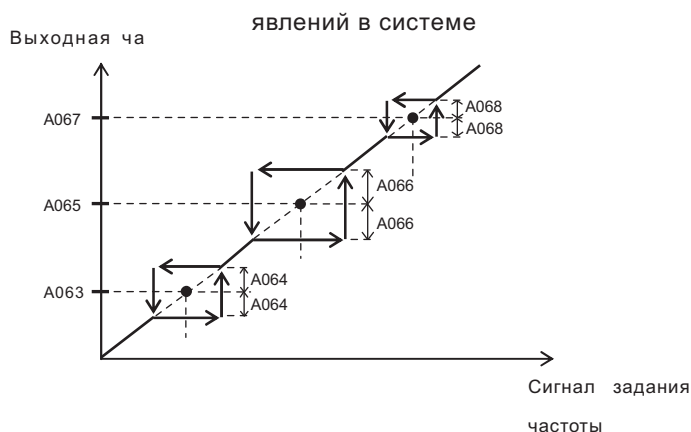 явлений в системе
Выходная ча
A067
A068
A068
A066
A065
A066
A064
A063
A064
Сигнал задания
частоты